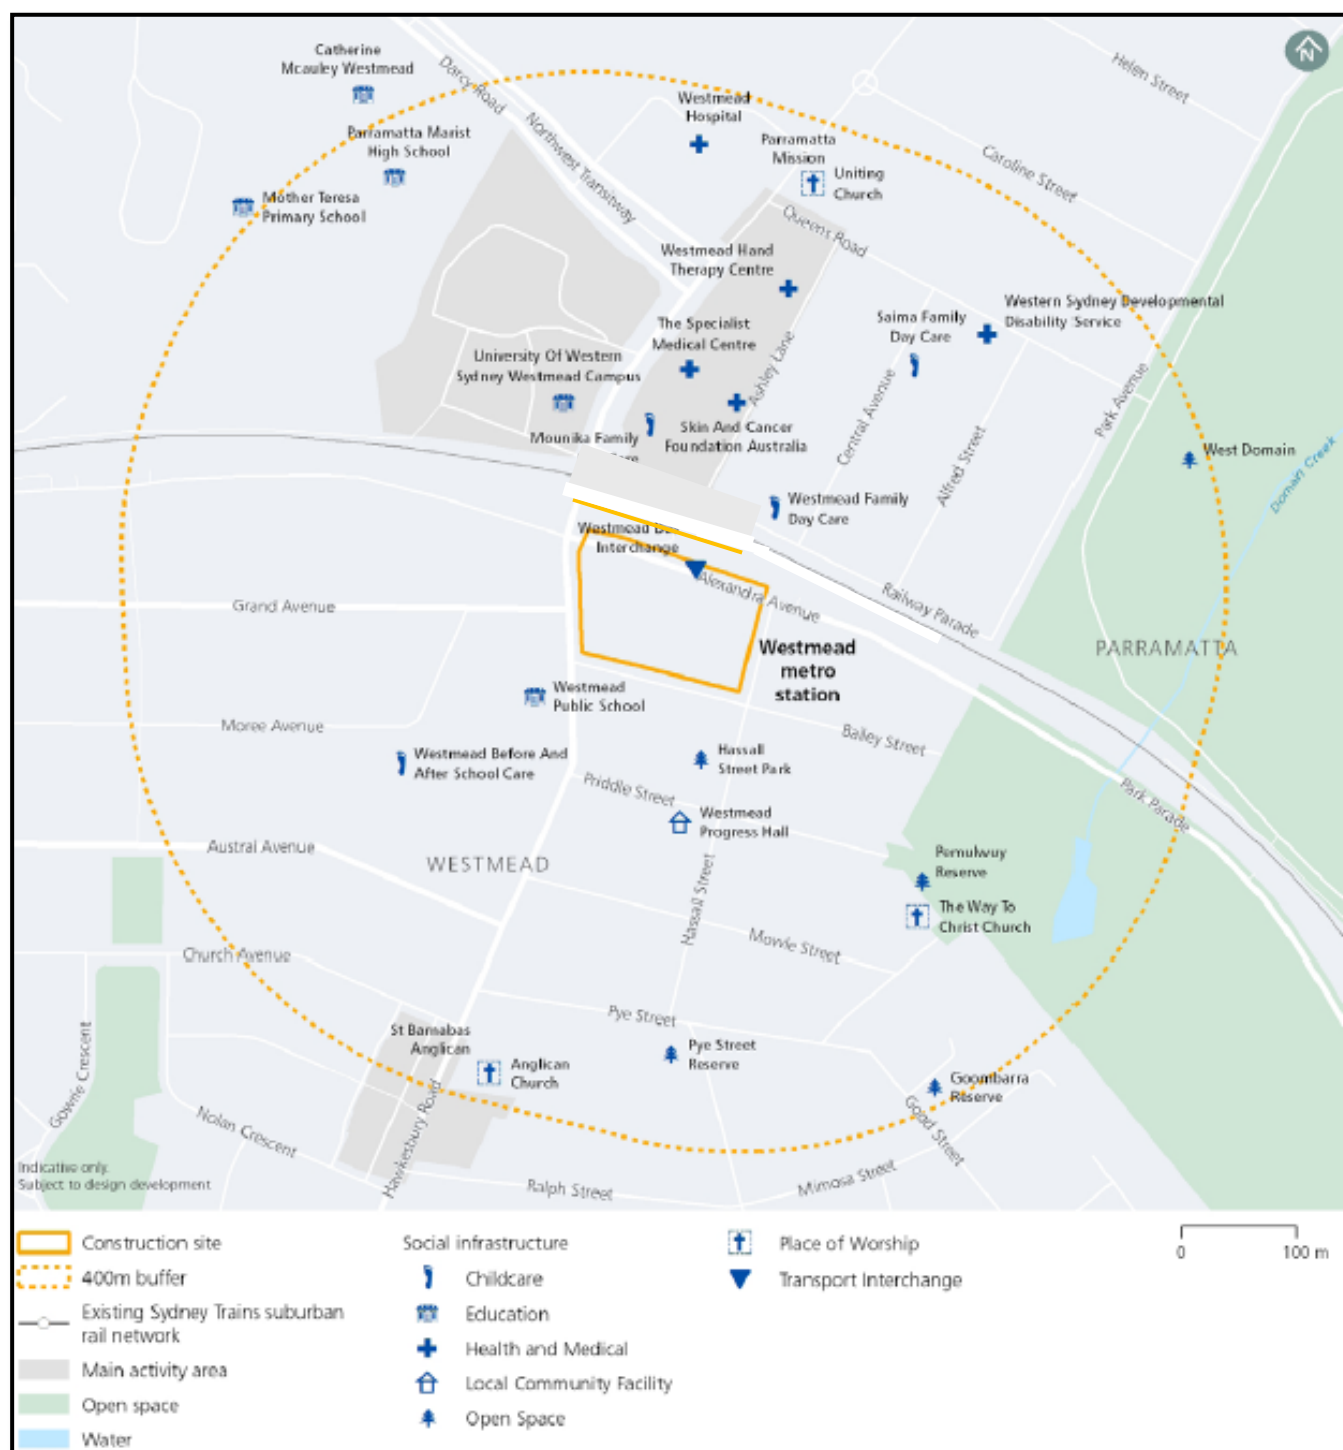 Catherine
Mcauley Westmead
Parramatta Marist
High School
Mother Teresa
Primary School
Darcy Road
Northwest Transitway
Westmead
Hospital
Parramatta
Mission
Uniting
Church
Helen Street
Caroline Street
Queens Road
Westmead Hand
Therapy Centre
Western Sydney Developmental
Disability Service
Saima Family
Day Care
The Specialist
Medical Centre
University Of Western
Sydney Westmead Campus
Ashley Lane
Mounika Family
Skin And Cancer
Foundation Australia
Central Avenue
Alfred Street
Park Avenue
West Domain
Domain Creek
Westmead Family
Day Care
Westmead
Interchange
Alexandra Avenue
Railway Parade
Grand Avenue
PARRAMATTA
Westmead
metro
station
Westmead
Public School
Moree Avenue
Bailey Street
Hassall
Street Park
Westmead Before And
After School Care
Priddle Street
Park Parade
Westmead
Progress Hall
Austral Avenue
WESTMEAD
Pemulwuy
Reserve
The Way To
Christ Church
Hassall Street
Mowle Street
Church Avenue
Pye Street
St Barnabas
Anglican
Anglican
Church
Pye Street
Reserve
Goombarra
Reserve
Gowrie Crescent
Nolan Crescent
Hawkesbury Road
Good Street
Mimosa Street
Ralph Street
Indicative only.
Subject to design development
N
Construction site
400m buffer
Existing Sydney Trains suburban
rail network
Main activity area
Open space
Water
Social infrastructure
Childcare
Education
Health and Medical
Local Community Facility
Open Space
Place of Worship
Transport Interchange
0 100 m